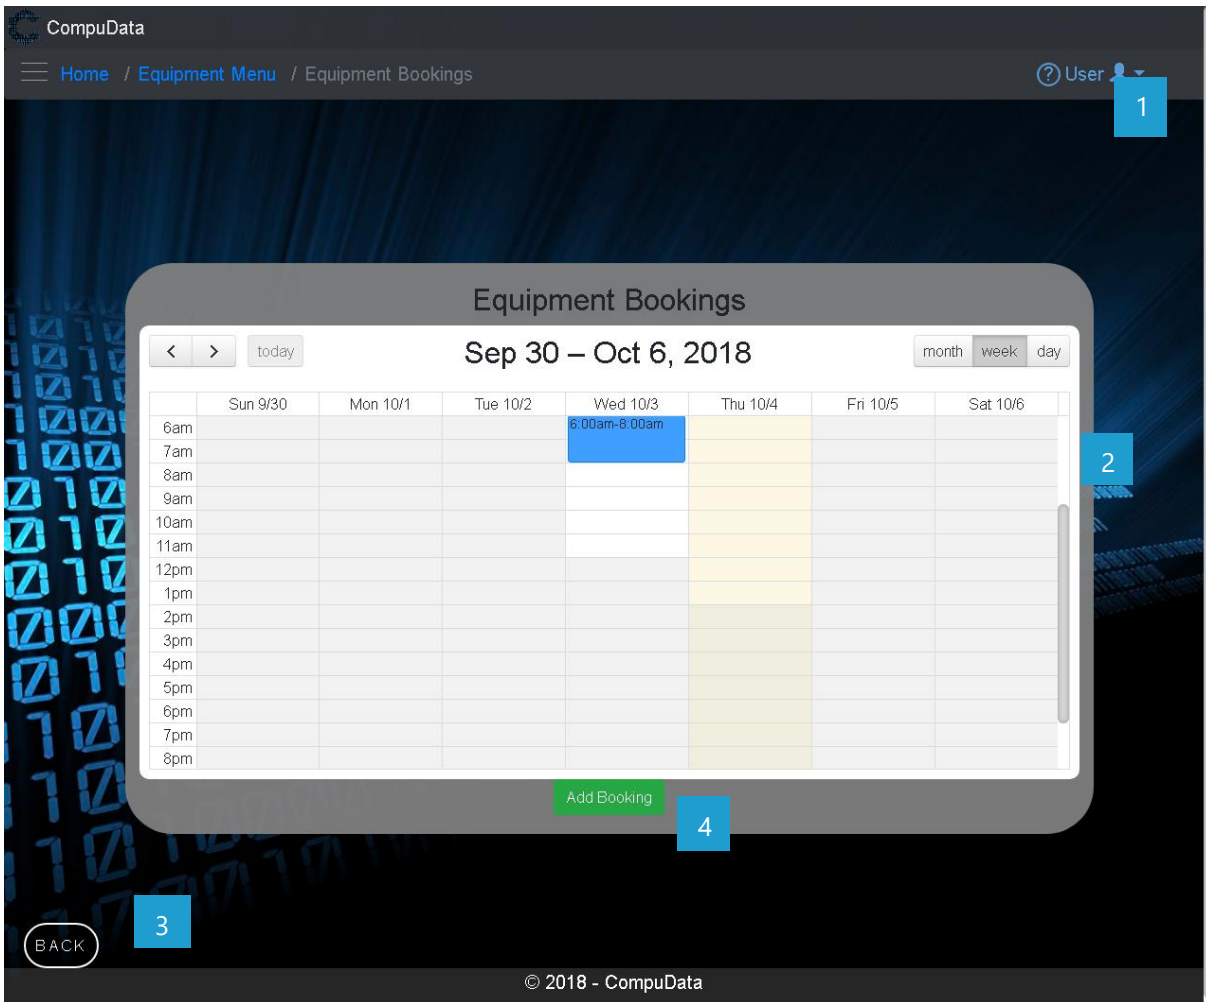 CompuData
Home / Equipment Menu / Equipment Bookings
? User
1
Equipment Bookings
< > today
Sep 30 – Oct 6, 2018
month week day
Sun 9/30 Mon 10/1 Tue 10/2 Wed 10/3 Thu 10/4 Fri 10/5 Sat 10/6
6am 6:00am-8:00am
7am
2
8am
9am
10am
11am
12pm
1pm
2pm
3pm
4pm
5pm
6pm
7pm
8pm
Add Booking
4
3
BACK
© 2018 - CompuData